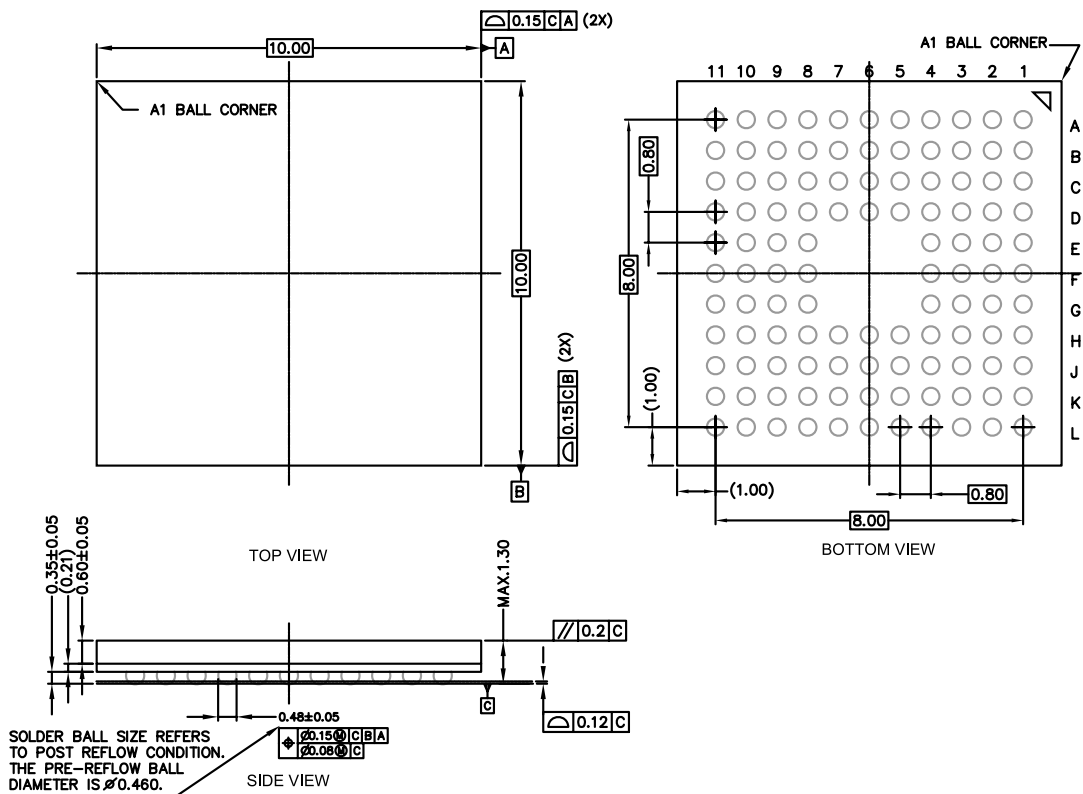 ⌓ 0.15 C A (2X)
10.00
A
A1 BALL CORNER
10.00
⌓ 0.15 C B (2X)
B
TOP VIEW
A1 BALL CORNER
11 10 9 8 7 6 5 4 3 2 1
A
B
C
D
E
F
G
H
J
K
L
0.80
8.00
(1.00)
(1.00)
0.80
8.00
BOTTOM VIEW
0.35±0.05
(0.21)
0.60±0.05
MAX.1.30
// 0.2 C
C
⌓ 0.12 C
0.48±0.05
⌖ Ø0.15Ⓜ C B A
Ø0.08Ⓜ C
SOLDER BALL SIZE REFERS
TO POST REFLOW CONDITION.
THE PRE-REFLOW BALL
DIAMETER IS Ø0.460.
SIDE VIEW